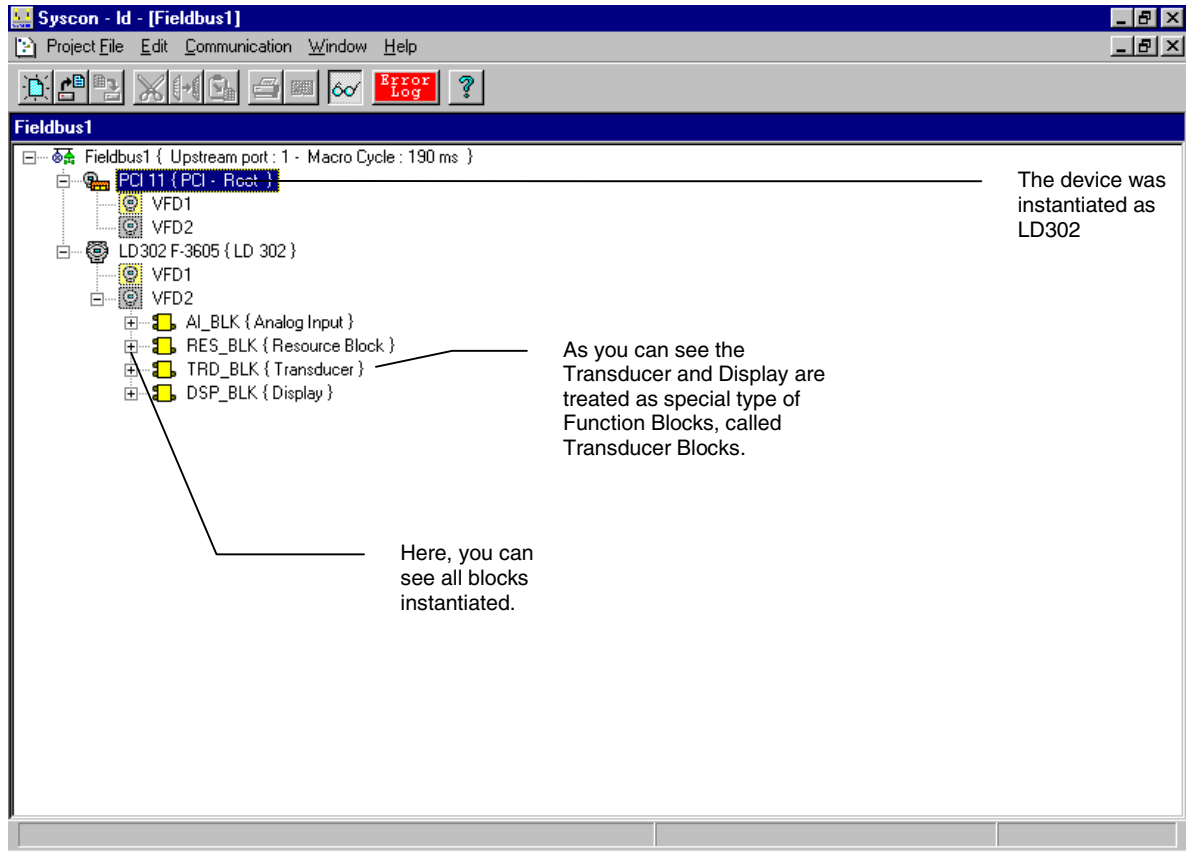 Syscon - ld - [Fieldbus1]
Project File Edit Communication Window Help
Error
Log
?
Fieldbus1
Fieldbus1 { Upstream port : 1 - Macro Cycle : 190 ms }
PCI 11 { PCI - Root }
VFD1
VFD2
LD302 F-3605 { LD 302 }
VFD1
VFD2
AI_BLK { Analog Input }
RES_BLK { Resource Block }
TRD_BLK { Transducer }
DSP_BLK { Display }
The device was
instantiated as
LD302
As you can see the
Transducer and Display are
treated as special type of
Function Blocks, called
Transducer Blocks.
Here, you can
see all blocks
instantiated.